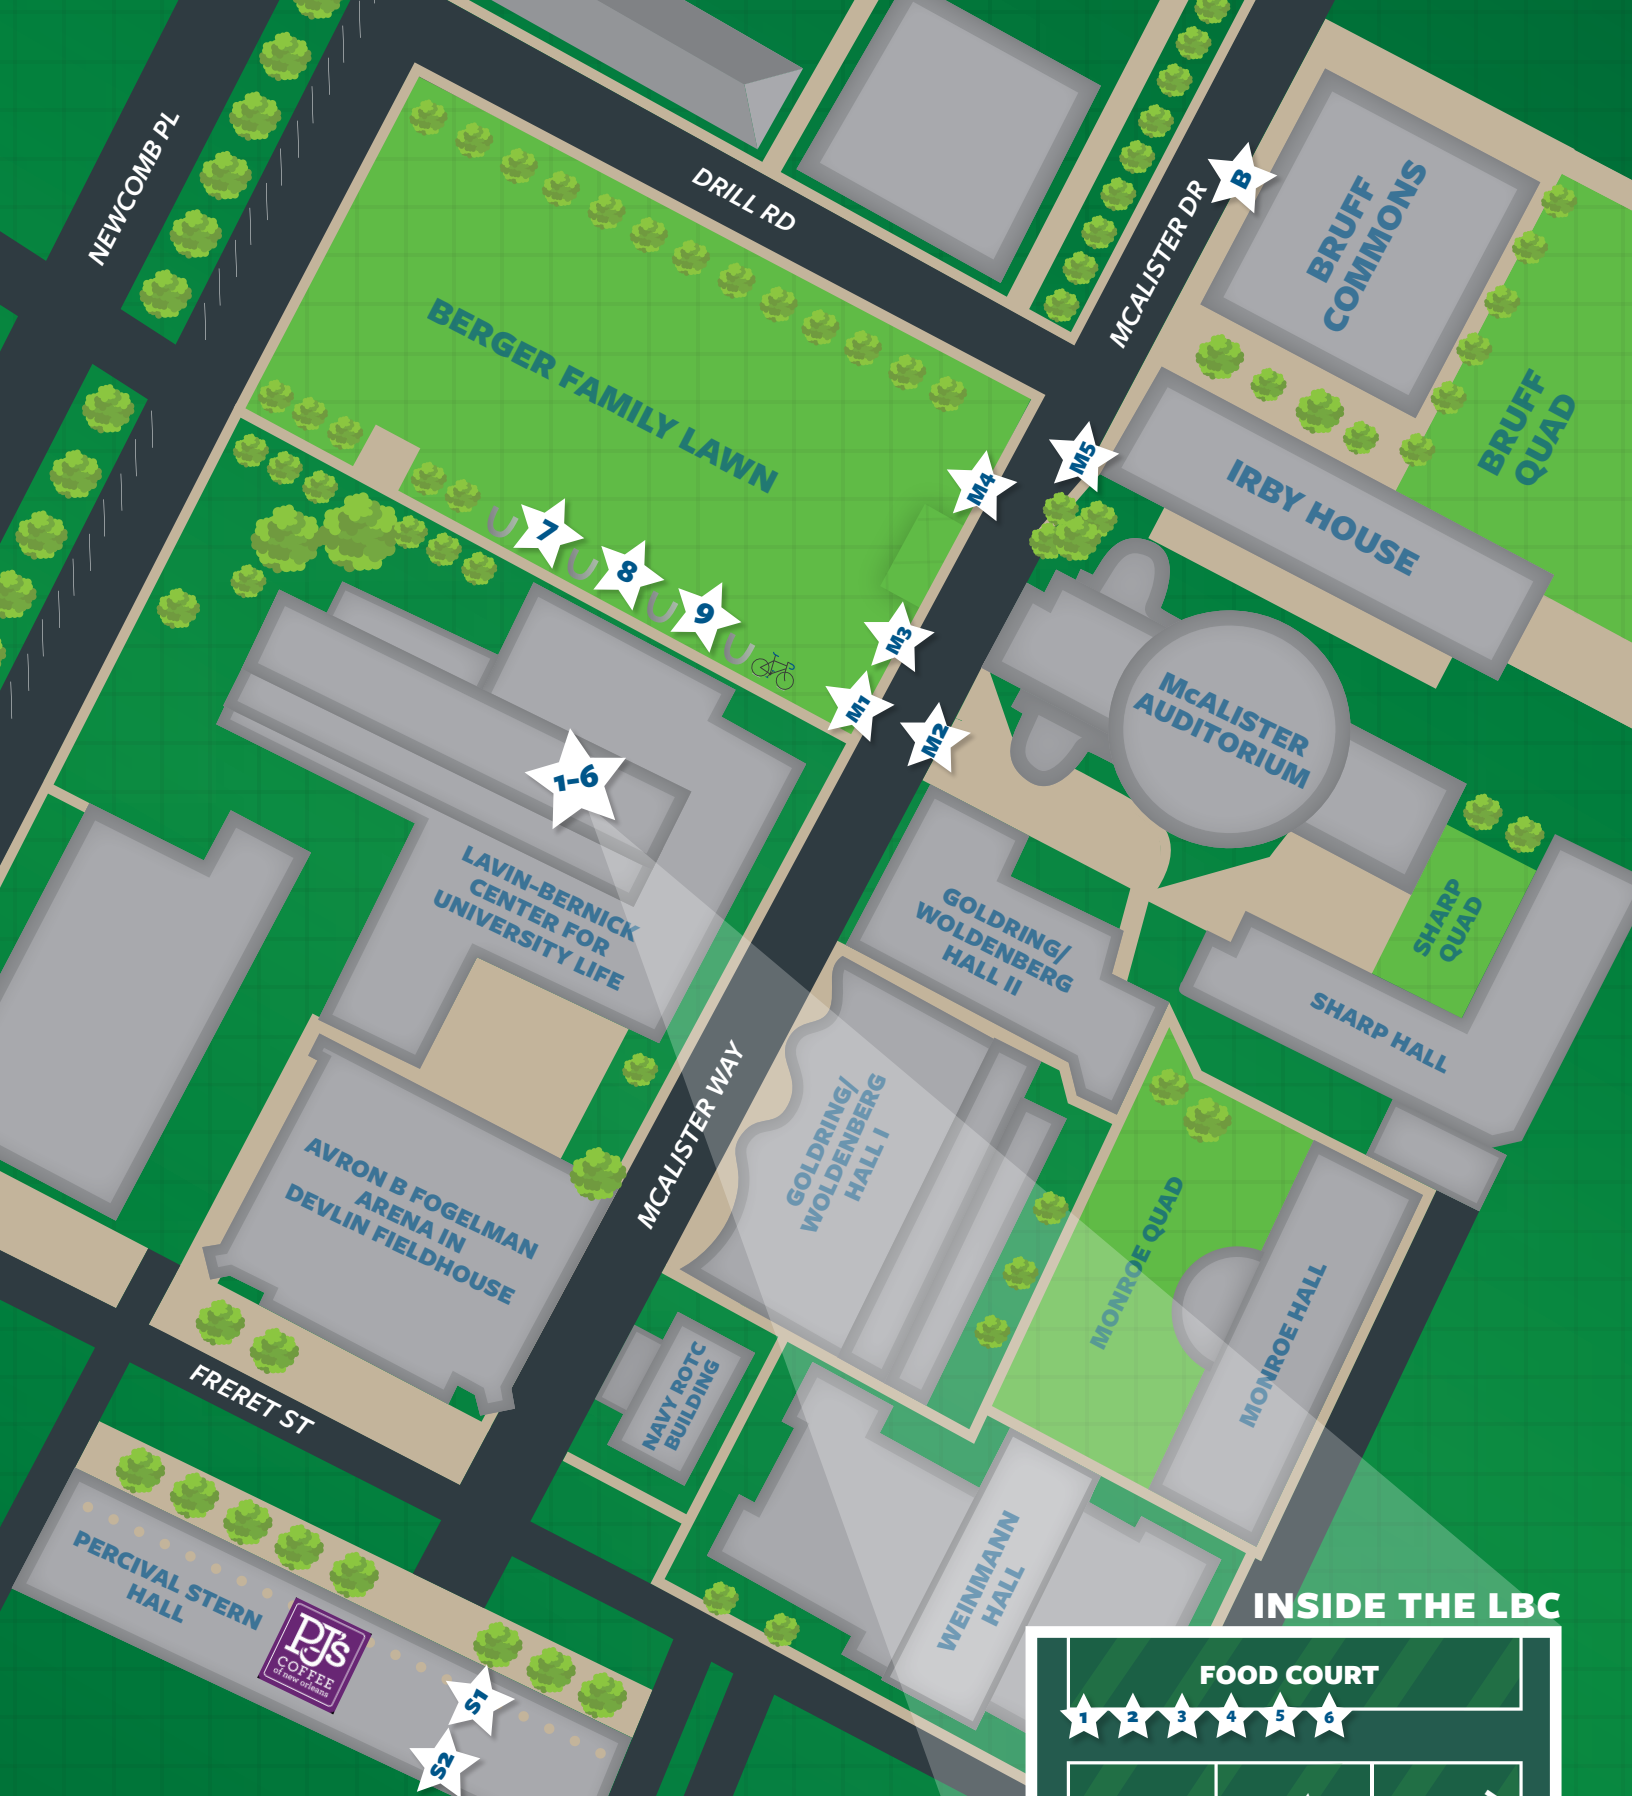 NEWCOMB PL
DRILL RD
MCALISTER DR
B
BRUFF
COMMONS
BRUFF
QUAD
BERGER FAMILY LAWN
M5
M4
IRBY HOUSE
7
8
9
M3
M1
M2
McALISTER
AUDITORIUM
1-6
LAVIN-BERNICK
CENTER FOR
UNIVERSITY LIFE
GOLDRING/
WOLDENBERG
HALL II
SHARP
QUAD
SHARP HALL
MCALISTER WAY
GOLDRING/
WOLDENBERG
HALL I
AVRON B FOGELMAN
ARENA IN
DEVLIN FIELDHOUSE
MONROE QUAD
MONROE HALL
FRERET ST
NAVY ROTC
BUILDING
PERCIVAL STERN
HALL
PJ's
COFFEE
of new orleans
WEINMANN
HALL
S1
S2
INSIDE THE LBC
FOOD COURT
1 2 3 4 5 6